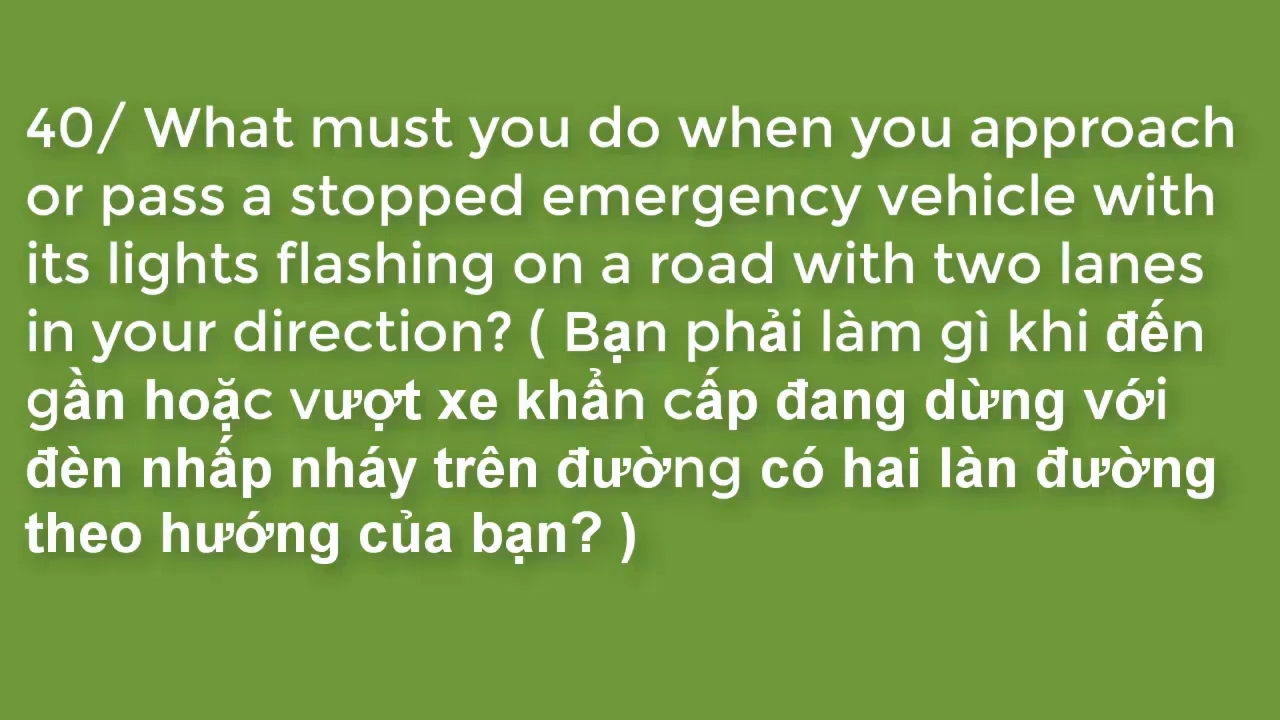 40/ What must you do when you approach
or pass a stopped emergency vehicle with
its lights flashing on a road with two lanes
in your direction? ( Bạn phải làm gì khi đến
gần hoặc vượt xe khẩn cấp đang dừng với
đèn nhấp nháy trên đường có hai làn đường
theo hướng của bạn? )